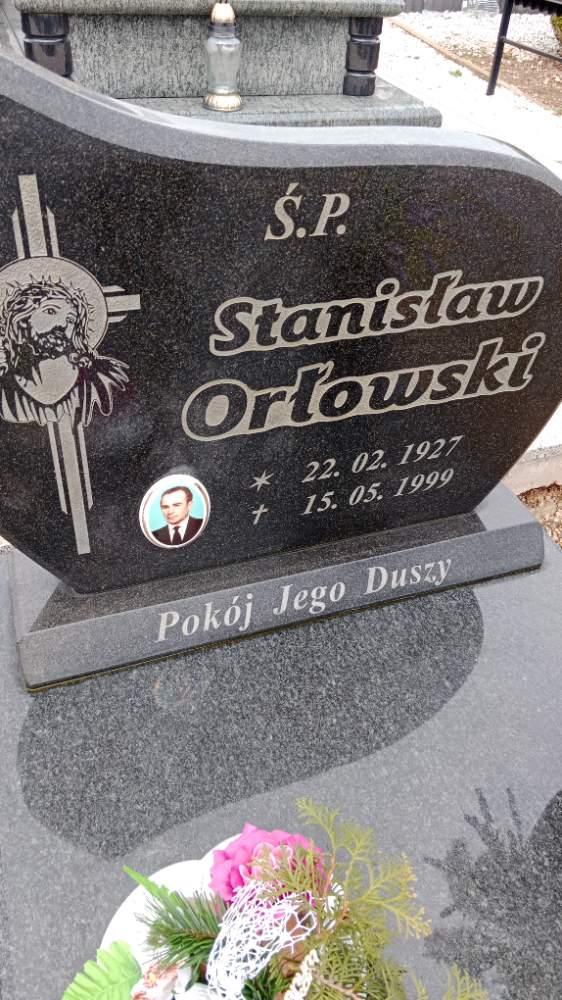 Ś.P.
Stanisław
Orłowski
* 22. 02. 1927
† 15. 05. 1999
Pokój Jego Duszy